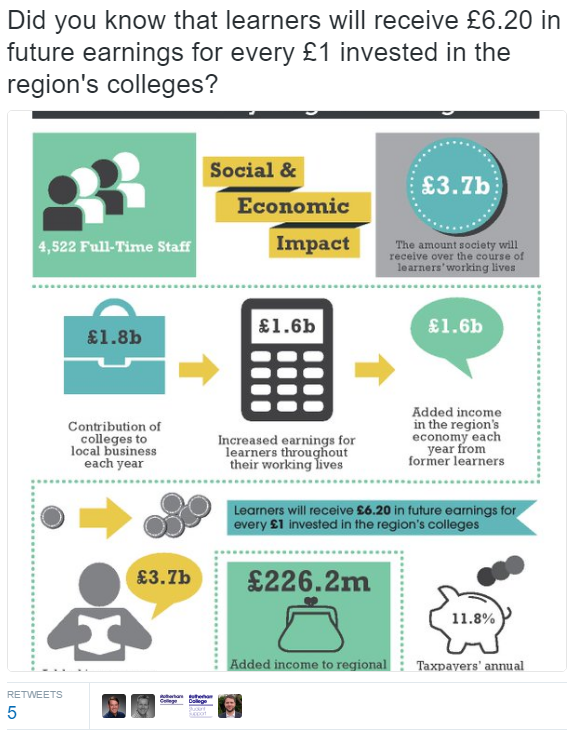 Did you know that learners will receive £6.20 in
future earnings for every £1 invested in the
region's colleges?
4,522 Full-Time Staff
Social &
Economic
Impact
£3.7b
The amount society will
receive over the course of
learners' working lives
£1.8b
Contribution of
colleges to
local business
each year
£1.6b
Increased earnings for
learners throughout
their working lives
£1.6b
Added income
in the region's
economy each
year from
former learners
Learners will receive £6.20 in future earnings for
every £1 invested in the region's colleges
£3.7b
£226.2m
Added income to regional
11.8%
Taxpayers' annual
RETWEETS
5
Rotherham
College
Rotherham
College